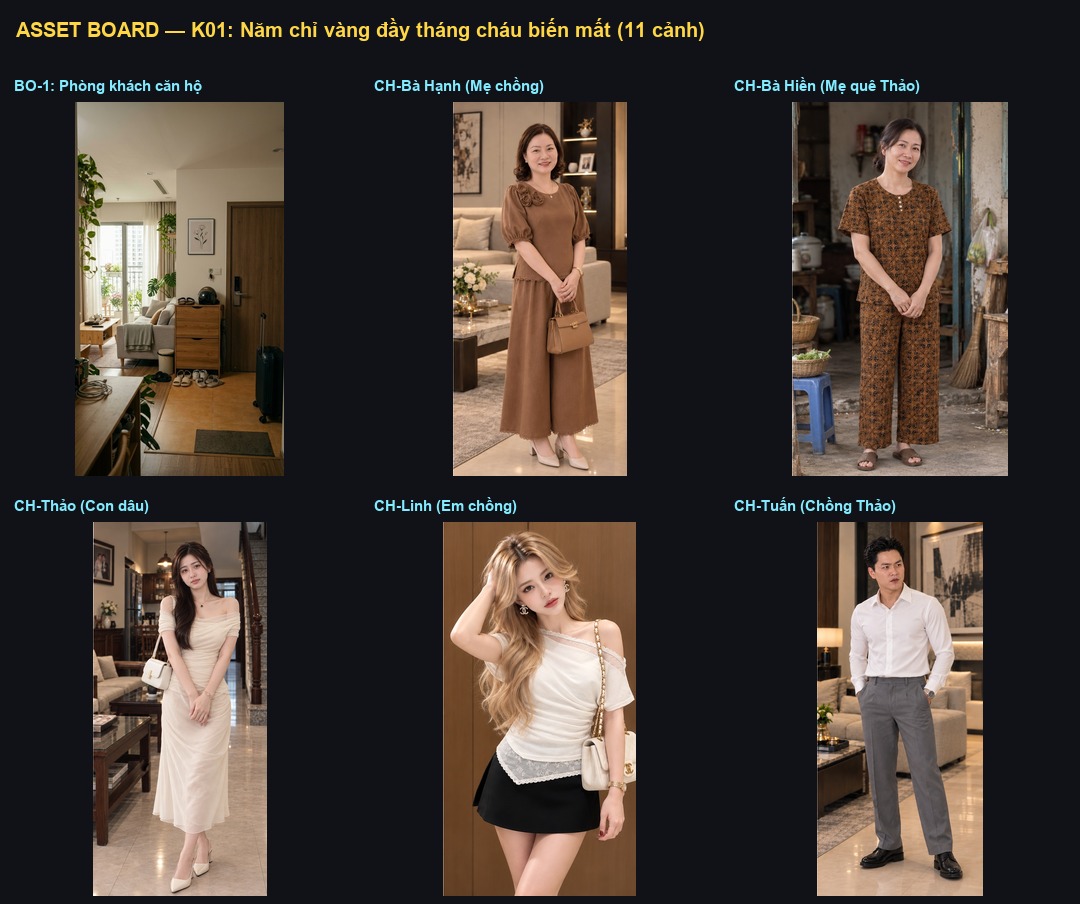 ASSET BOARD — K01: Năm chỉ vàng đầy tháng cháu biến mất (11 cảnh)
BO-1: Phòng khách căn hộ
CH-Bà Hạnh (Mẹ chồng)
CH-Bà Hiền (Mẹ quê Thảo)
CH-Thảo (Con dâu)
CH-Linh (Em chồng)
CH-Tuấn (Chồng Thảo)